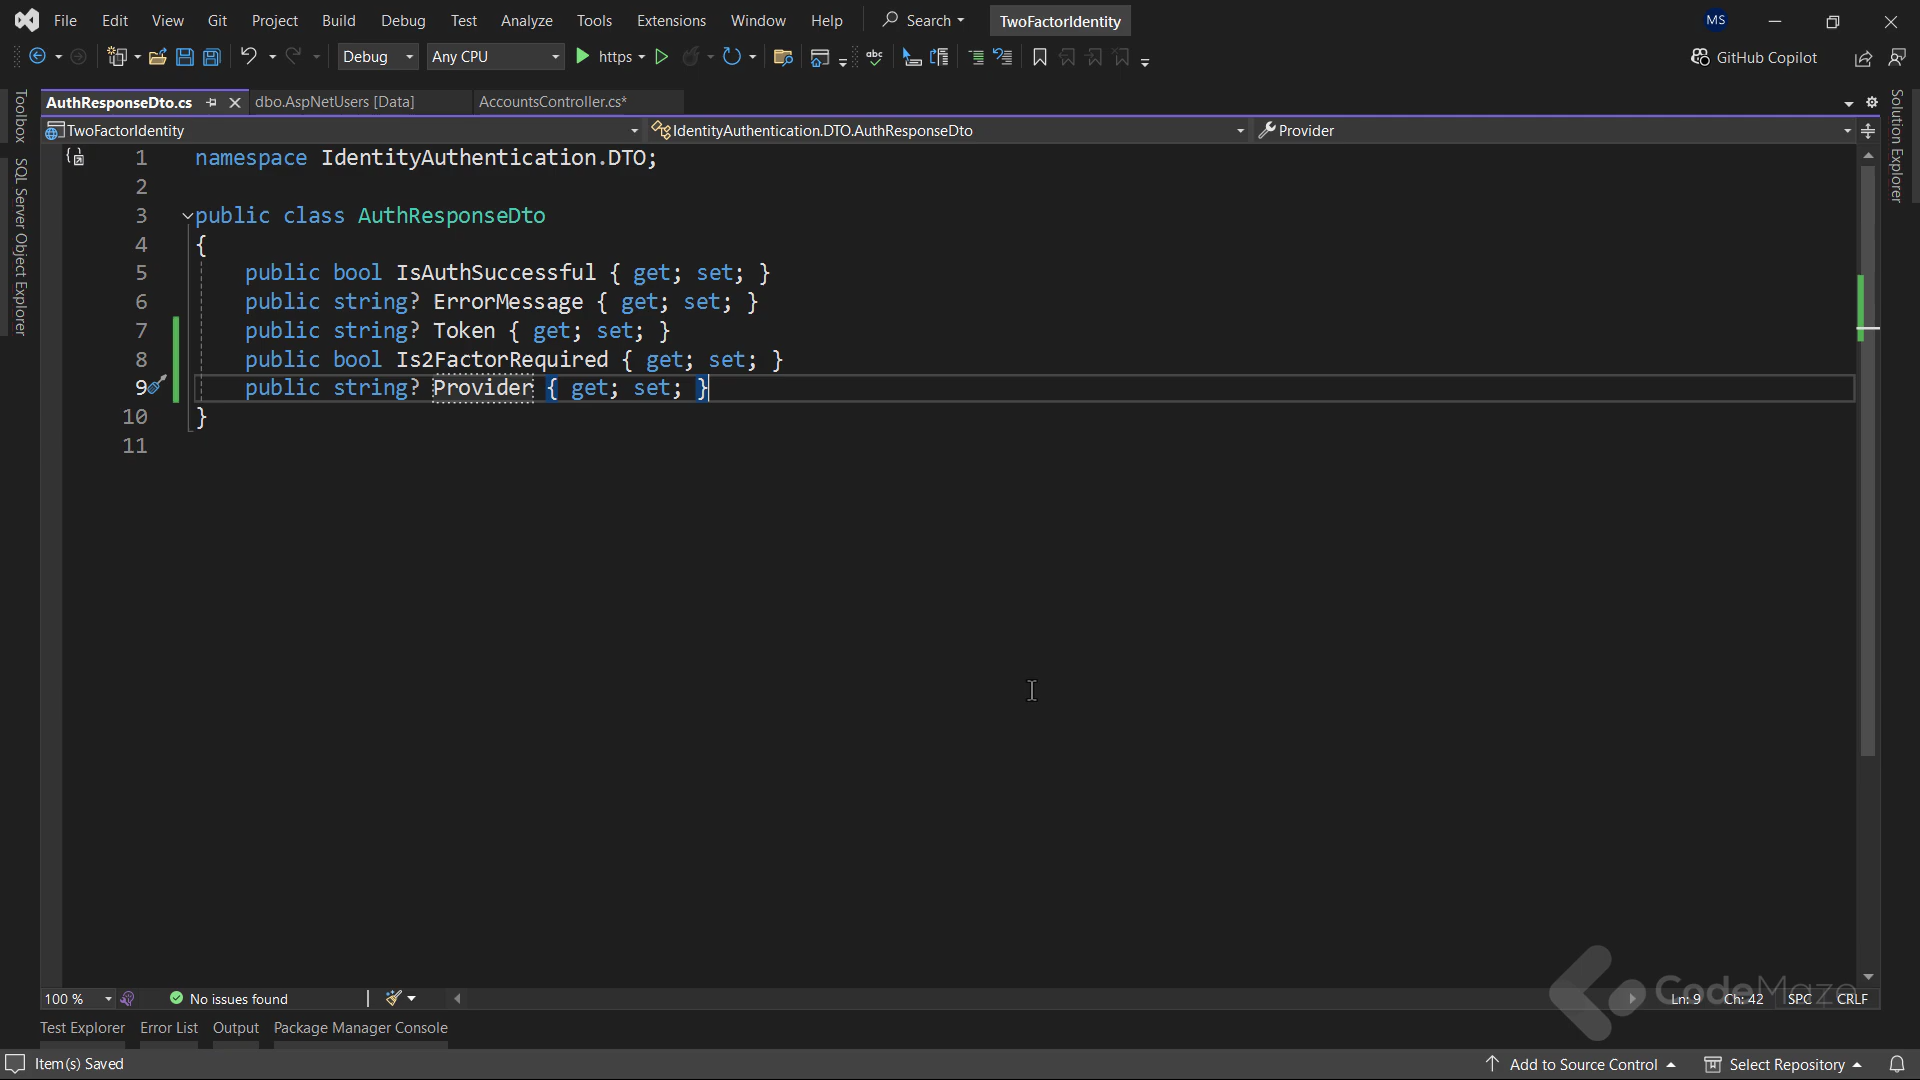 File Edit View Git Project Build Debug Test Analyze Tools Extensions Window Help Search TwoFactorIdentity MS
Debug Any CPU https abc GitHub Copilot
AuthResponseDto.cs dbo.AspNetUsers [Data] AccountsController.cs*
TwoFactorIdentity IdentityAuthentication.DTO.AuthResponseDto Provider
Toolbox
SQL Server Object Explorer
Solution Explorer
1 namespace IdentityAuthentication.DTO;
2
3 public class AuthResponseDto
4 {
5 public bool IsAuthSuccessful { get; set; }
6 public string? ErrorMessage { get; set; }
7 public string? Token { get; set; }
8 public bool Is2FactorRequired { get; set; }
9 public string? Provider { get; set; }
10 }
11
100 % No issues found Ln: 9 Ch: 42 SPC CRLF
CodeMaze
Test Explorer Error List Output Package Manager Console
Item(s) Saved Add to Source Control Select Repository